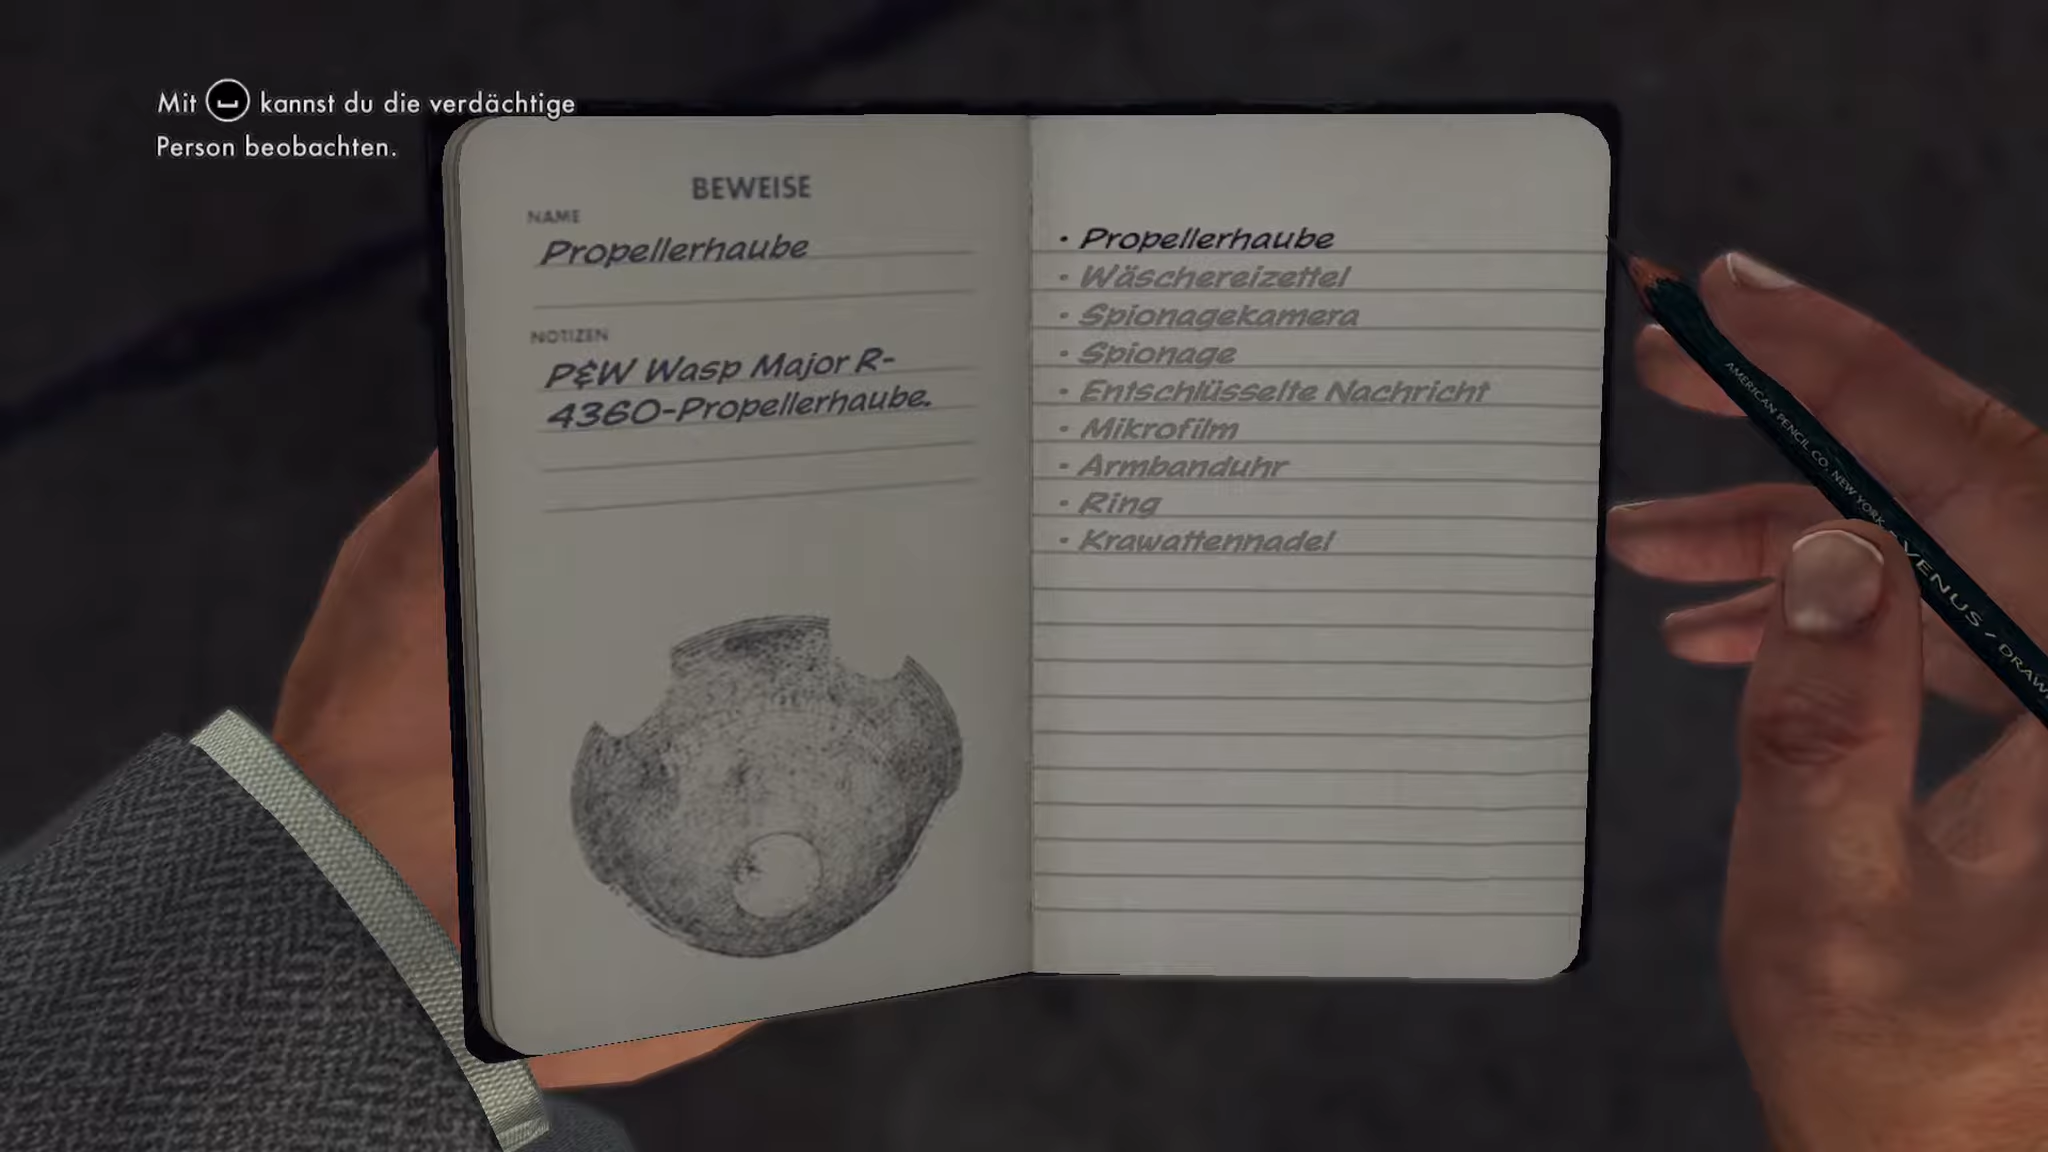 Mit kannst du die verdächtige
Person beobachten.
BEWEISE
NAME
Propellerhaube
NOTIZEN
P&W Wasp Major R-
4360-Propellerhaube.
• Propellerhaube
• Wäschereizettel
• Spionagekamera
• Spionage
• Entschlüsselte Nachricht
• Mikrofilm
• Armbanduhr
• Ring
• Krawattennadel
AMERICAN PENCIL CO. NEW YORK VENUS / DRAW